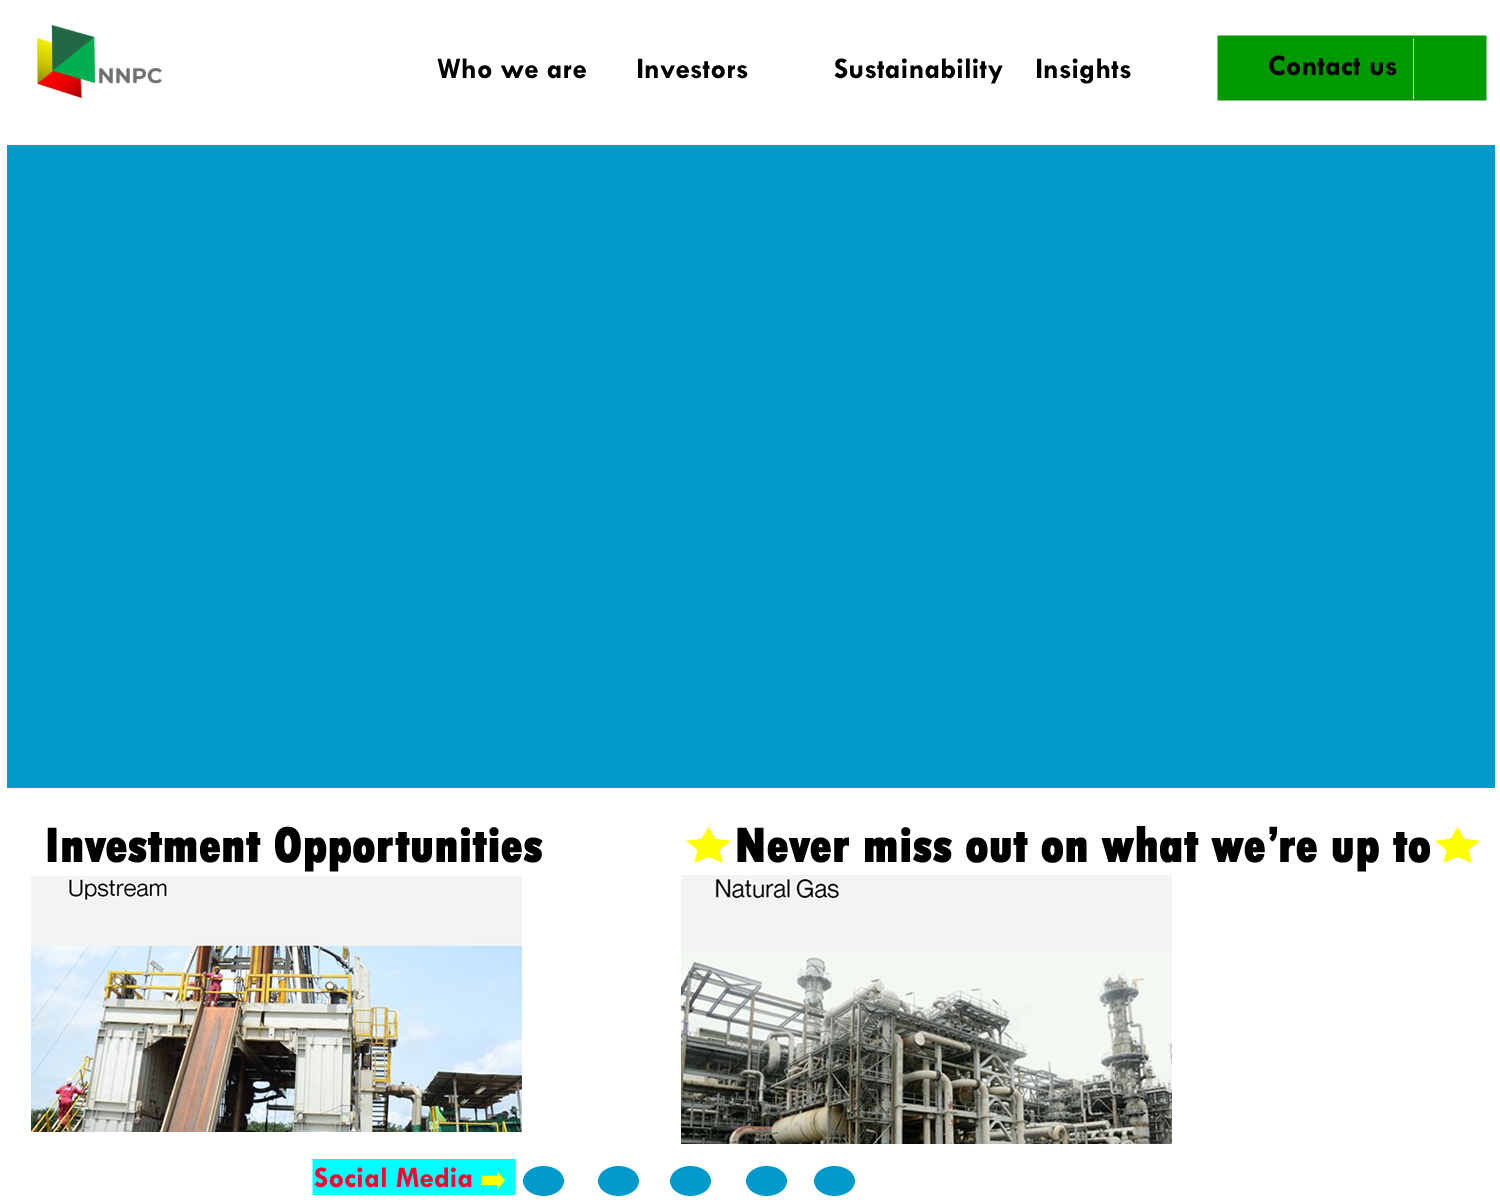 NNPC
Who we are
Investors
Sustainability
Insights
Contact us
Investment Opportunities
Never miss out on what we’re up to
Upstream
Natural Gas
Social Media